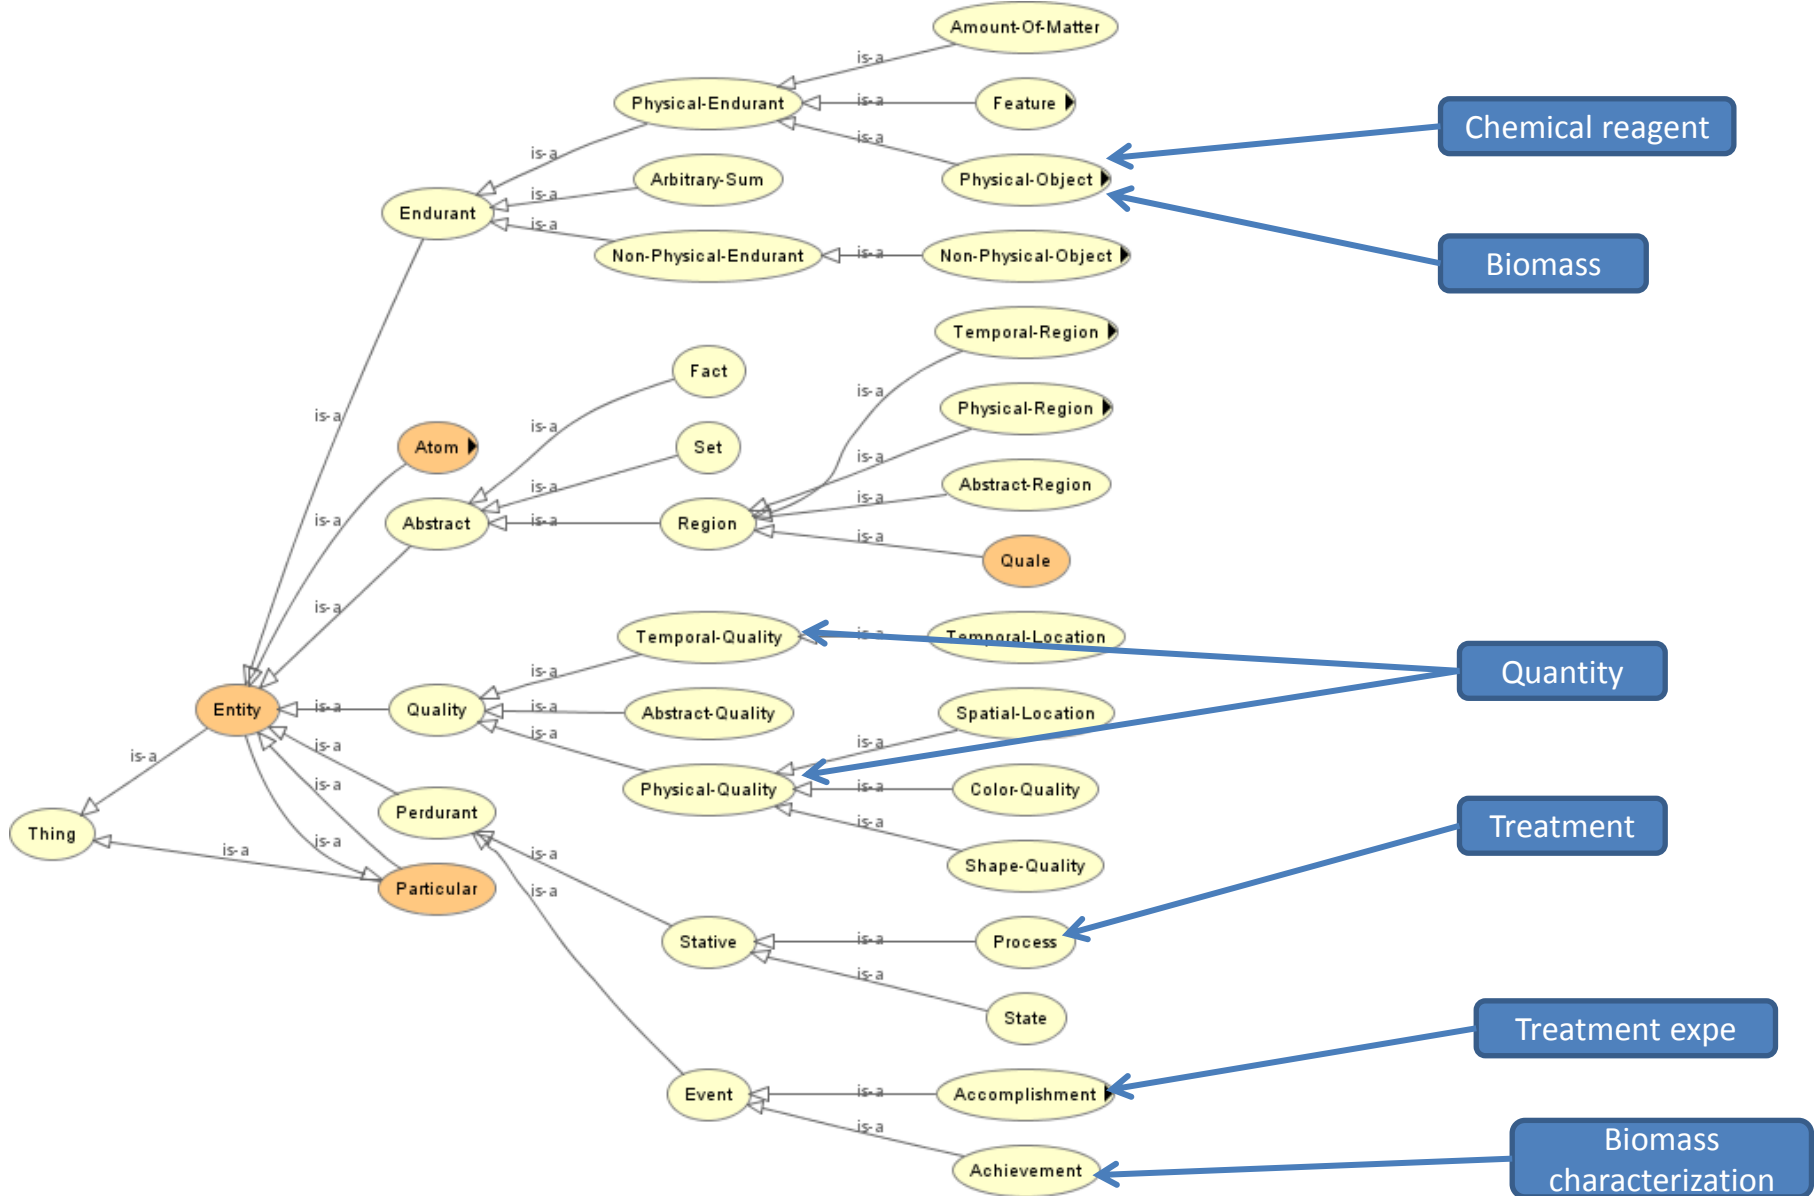 Amount-Of-Matter
is-a
Physical-Endurant
is-a
Feature
Chemical reagent
is-a
is-a
Arbitrary-Sum
Physical-Object
is-a
Endurant
is-a
Non-Physical-Endurant
is-a
Non-Physical-Object
Biomass
Temporal-Region
Fact
is-a
Physical-Region
is-a
is-a
Atom
Set
is-a
Abstract-Region
is-a
is-a
is-a
Abstract
is-a
Region
is-a
Quale
is-a
Temporal-Quality
is-a
Temporal-Location
is-a
Quantity
Entity
is-a
Quality
Abstract-Quality
Spatial-Location
is-a
is-a
is-a
is-a
Physical-Quality
is-a
Color-Quality
is-a
Perdurant
is-a
Treatment
Thing
is-a
is-a
is-a
Shape-Quality
Particular
is-a
Stative
is-a
Process
is-a
State
Treatment expe
Event
is-a
Accomplishment
is-a
Achievement
Biomass
characterization